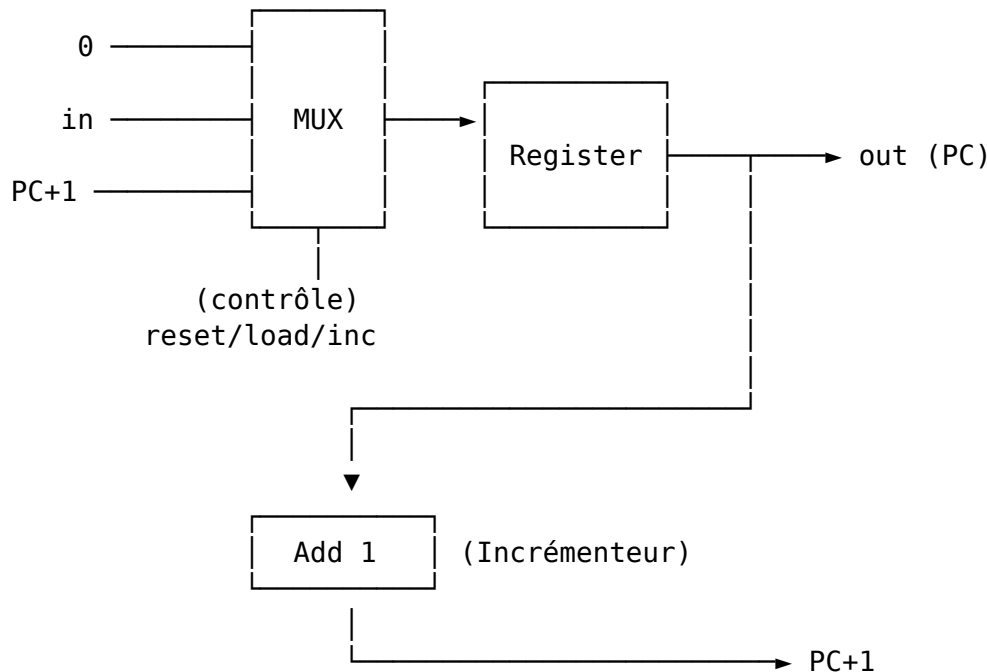 0
in
MUX
PC+1
Register
out (PC)
(contrôle)
reset/load/inc
Add 1
(Incrémenteur)
PC+1